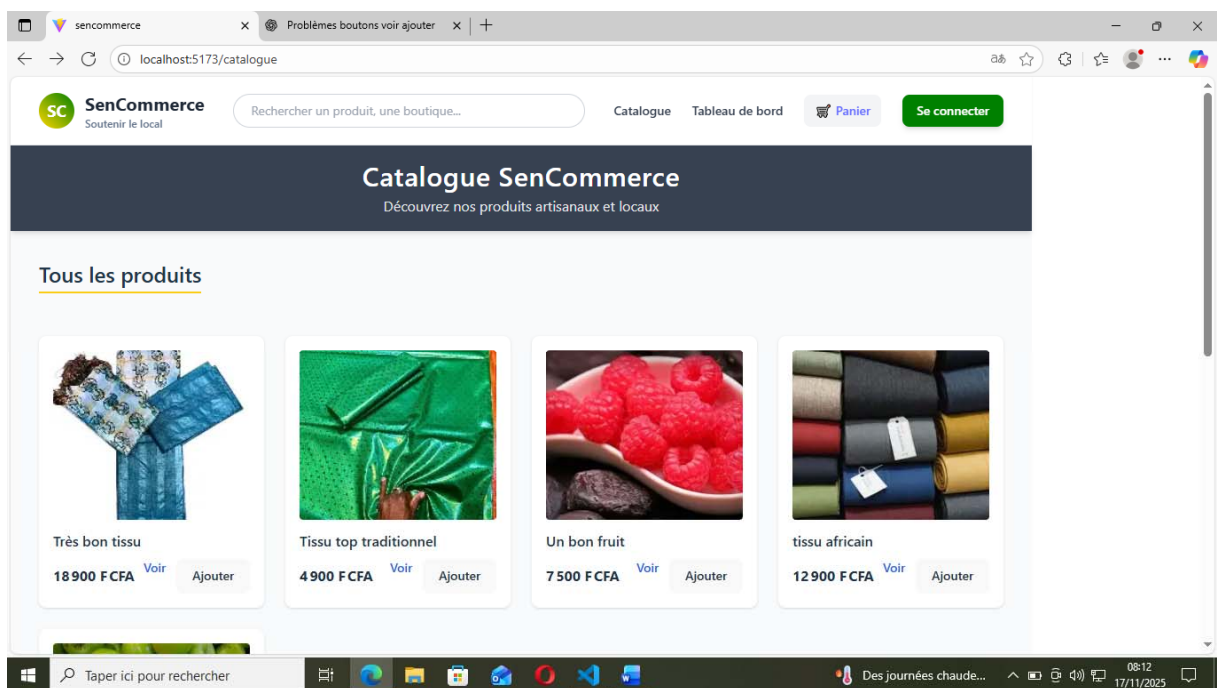 sencommerce
Problèmes boutons voir ajouter
localhost:5173/catalogue
SC
SenCommerce
Soutenir le local
Rechercher un produit, une boutique...
Catalogue
Tableau de bord
Panier
Se connecter
Catalogue SenCommerce
Découvrez nos produits artisanaux et locaux
Tous les produits
Très bon tissu
18 900 F CFA Voir Ajouter
Tissu top traditionnel
4 900 F CFA Voir Ajouter
Un bon fruit
7 500 F CFA Voir Ajouter
tissu africain
12 900 F CFA Voir Ajouter
Taper ici pour rechercher
Des journées chaude...
08:12
17/11/2025